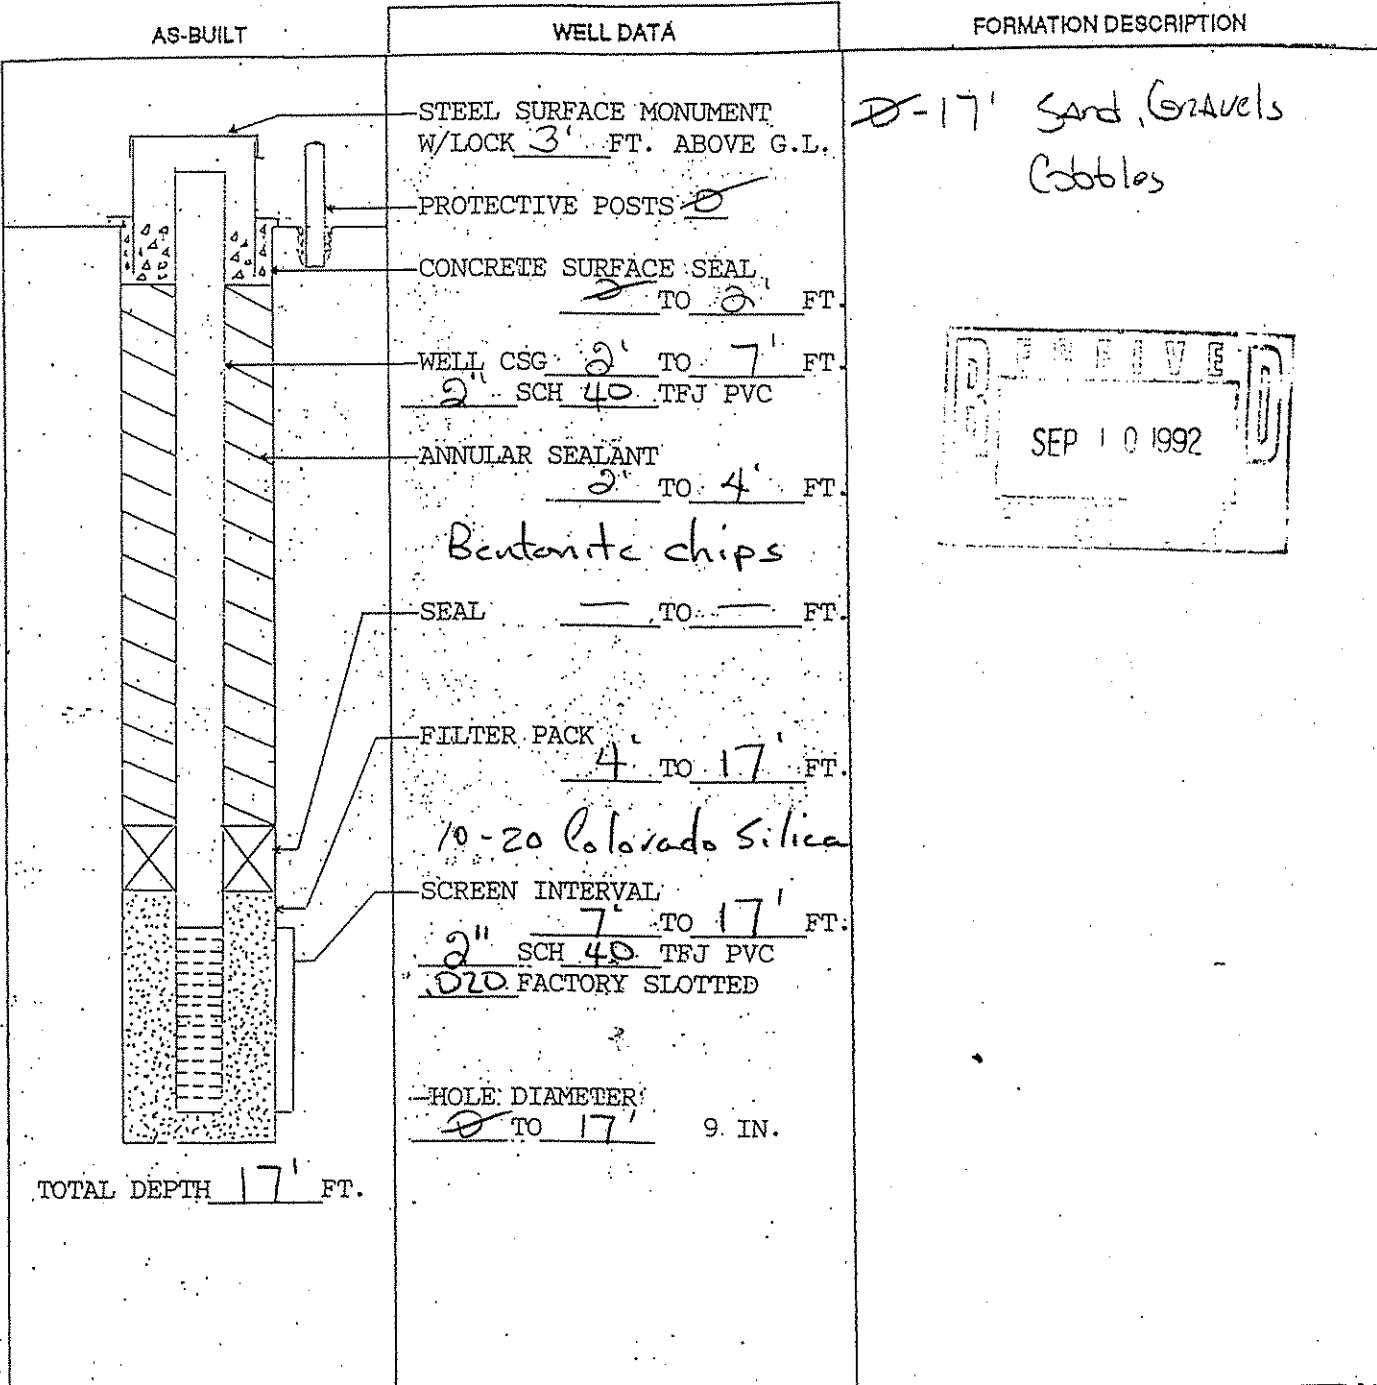 AS-BUILT
WELL DATA
FORMATION DESCRIPTION
STEEL SURFACE MONUMENT
W/LOCK 3' FT. ABOVE G.L.
PROTECTIVE POSTS 0
CONCRETE SURFACE SEAL
0 TO 2' FT.
WELL CSG 2' TO 7' FT.
2" SCH 40 TFJ PVC
ANNULAR SEALANT
2' TO 4' FT.
Bentonite chips
SEAL — TO — FT.
FILTER PACK
4' TO 17' FT.
10-20 Colorado Silica
SCREEN INTERVAL
7' TO 17' FT.
2" SCH 40 TFJ PVC
.020 FACTORY SLOTTED
HOLE DIAMETER
0 TO 17' 9 IN.
TOTAL DEPTH 17' FT.
0-17' Sand, Gravels
Cobbles
SEP 10 1992